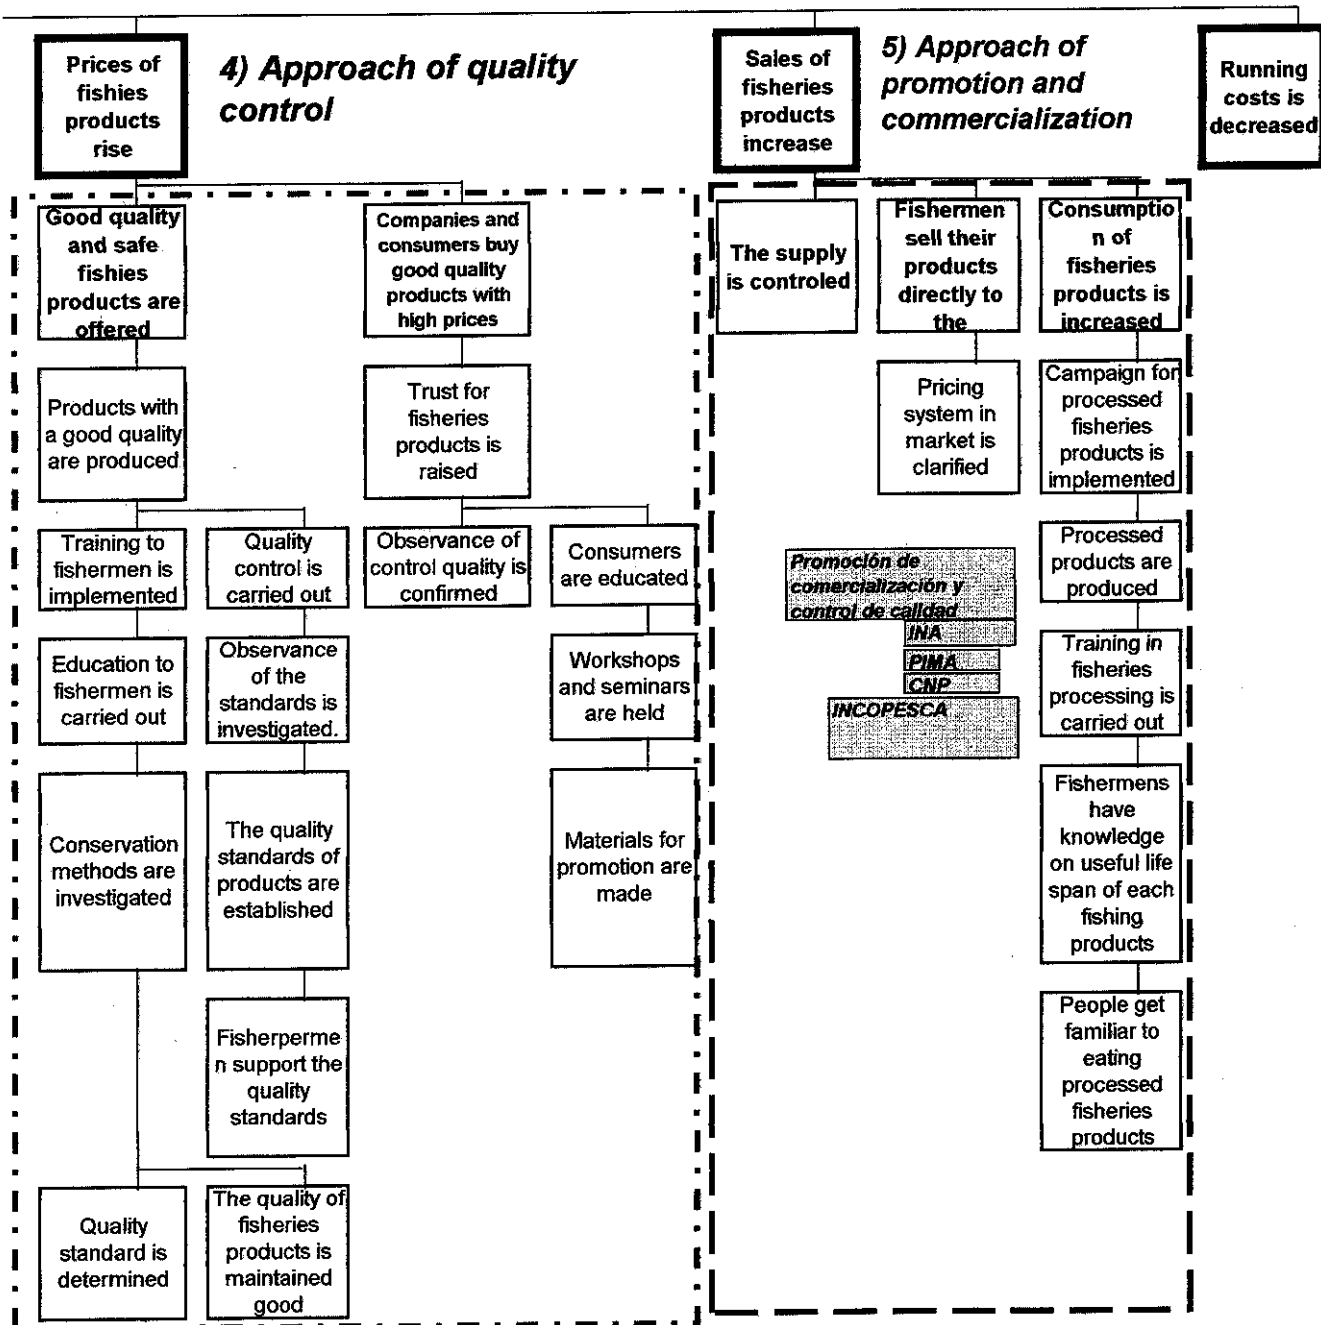 Prices of
fishies
products
rise
4) Approach of quality
control
Sales of
fisheries
products
increase
5) Approach of
promotion and
commercialization
Running
costs is
decreased
Good quality
and safe
fishies
products are
offered
Companies and
consumers buy
good quality
products with
high prices
The supply
is controled
Fishermen
sell their
products
directly to
the
Consumptio
n of
fisheries
products is
increased
Products with
a good quality
are produced
Trust for
fisheries
products is
raised
Pricing
system in
market is
clarified
Campaign for
processed
fisheries
products is
implemented
Training to
fishermen is
implemented
Quality
control is
carried out
Observance of
control quality is
confirmed
Consumers
are educated
Promoción de
comercialización y
control de calidad
INA
PIMA
CNP
INCOPESCA
Processed
products are
produced
Education to
fishermen is
carried out
Observance
of the
standards is
investigated.
Workshops
and seminars
are held
Training in
fisheries
processing is
carried out
Conservation
methods are
investigated
The quality
standards of
products are
established
Materials for
promotion are
made
Fishermens
have
knowledge
on useful life
span of each
fishing
products
Fisherperme
n support the
quality
standards
People get
familiar to
eating
processed
fisheries
products
Quality
standard is
determined
The quality of
fisheries
products is
maintained
good